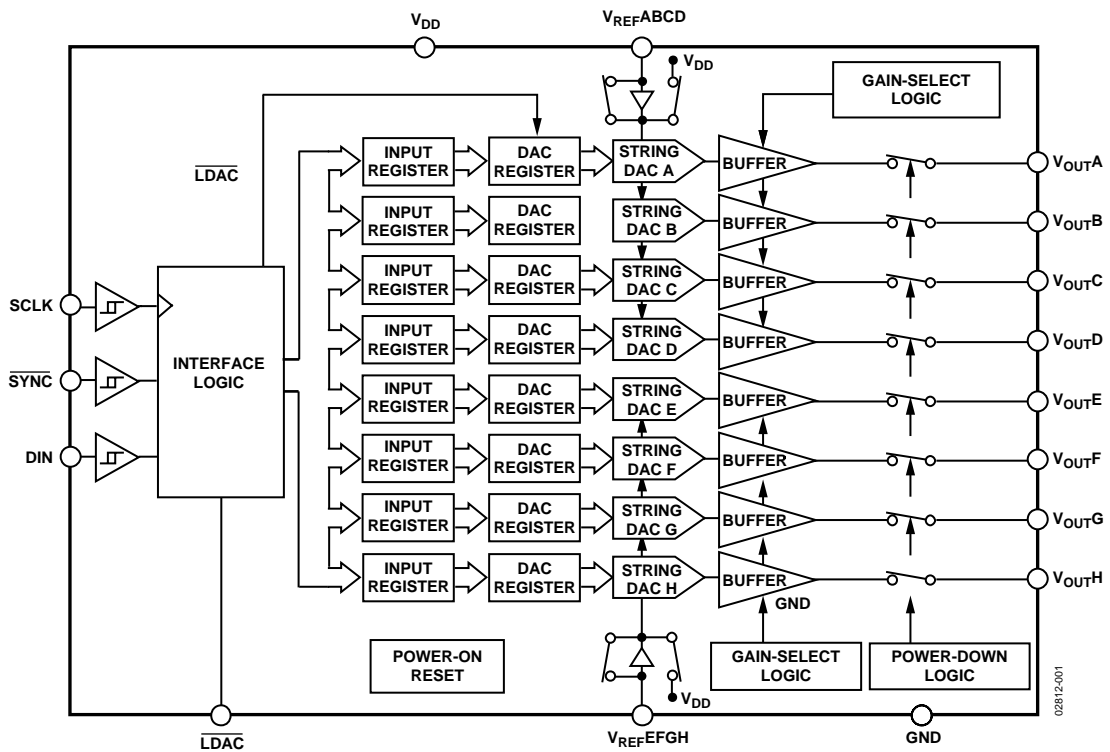 VDD
VREFABCD
VDD
GAIN-SELECT
LOGIC
LDAC
INPUT
REGISTER
DAC
REGISTER
STRING
DAC A
BUFFER
VOUTA
INPUT
REGISTER
DAC
REGISTER
STRING
DAC B
BUFFER
VOUTB
INPUT
REGISTER
DAC
REGISTER
STRING
DAC C
BUFFER
VOUTC
SCLK
INPUT
REGISTER
DAC
REGISTER
STRING
DAC D
BUFFER
VOUTD
INTERFACE
LOGIC
SYNC
INPUT
REGISTER
DAC
REGISTER
STRING
DAC E
BUFFER
VOUTE
DIN
INPUT
REGISTER
DAC
REGISTER
STRING
DAC F
BUFFER
VOUTF
INPUT
REGISTER
DAC
REGISTER
STRING
DAC G
BUFFER
VOUTG
INPUT
REGISTER
DAC
REGISTER
STRING
DAC H
BUFFER
VOUTH
GND
POWER-ON
RESET
VDD
GAIN-SELECT
LOGIC
POWER-DOWN
LOGIC
02812-001
LDAC
VREFEFGH
GND